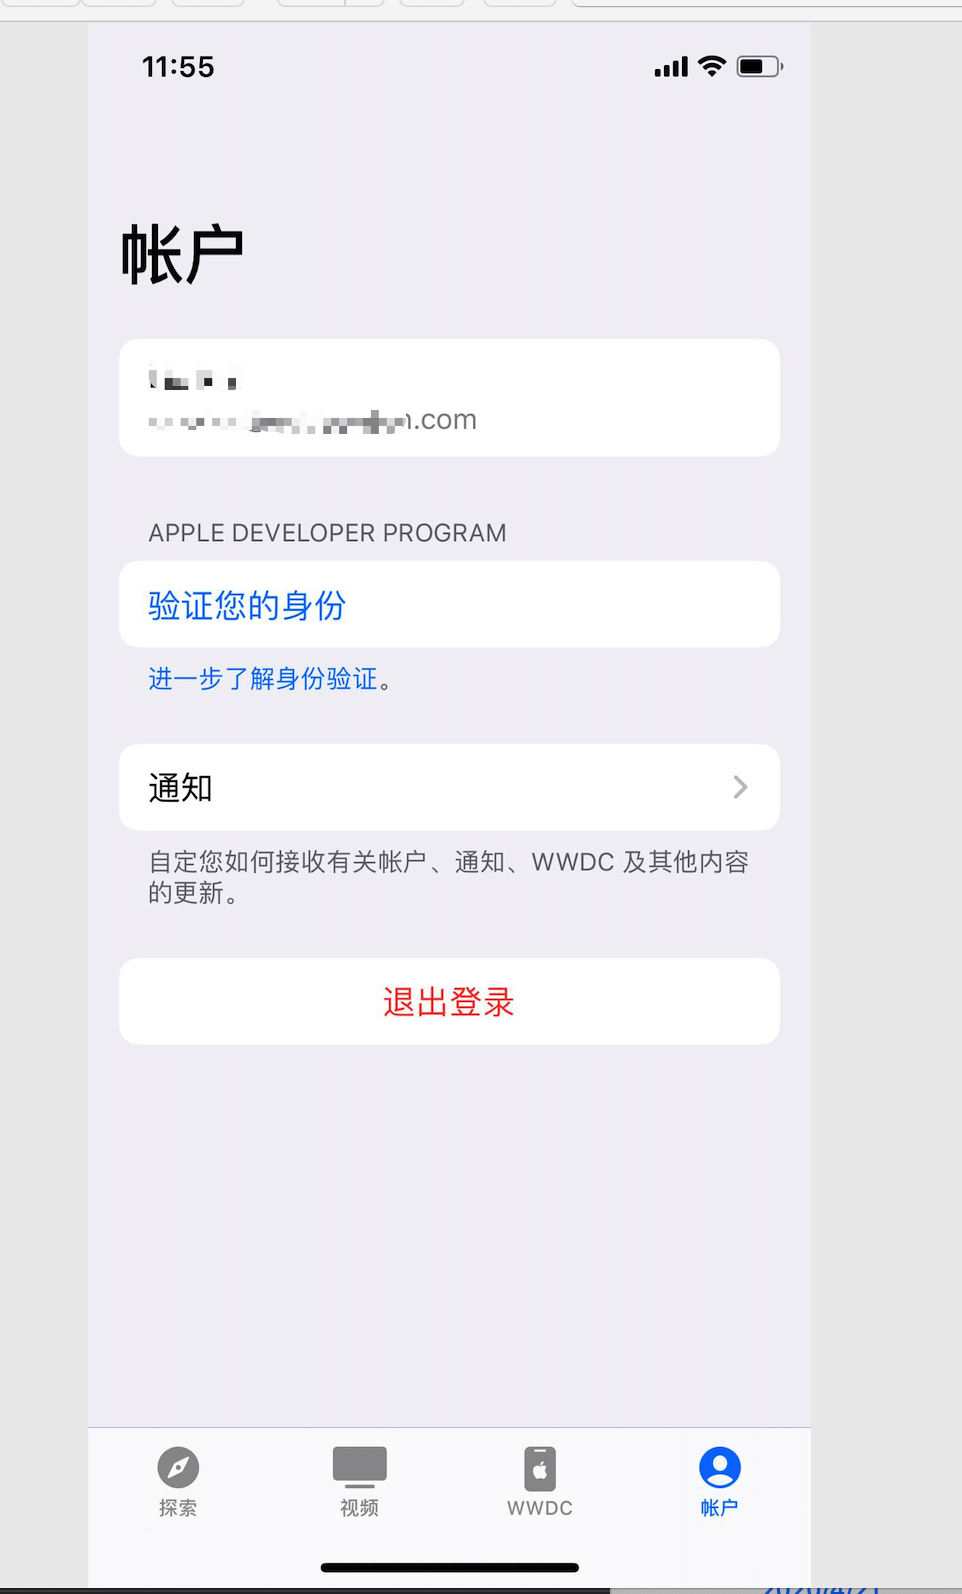 11:55
帐户
.com
APPLE DEVELOPER PROGRAM
验证您的身份
进一步了解身份验证。
通知
自定您如何接收有关帐户、通知、WWDC 及其他内容
的更新。
退出登录
探索
视频
WWDC
帐户
2020/4/21